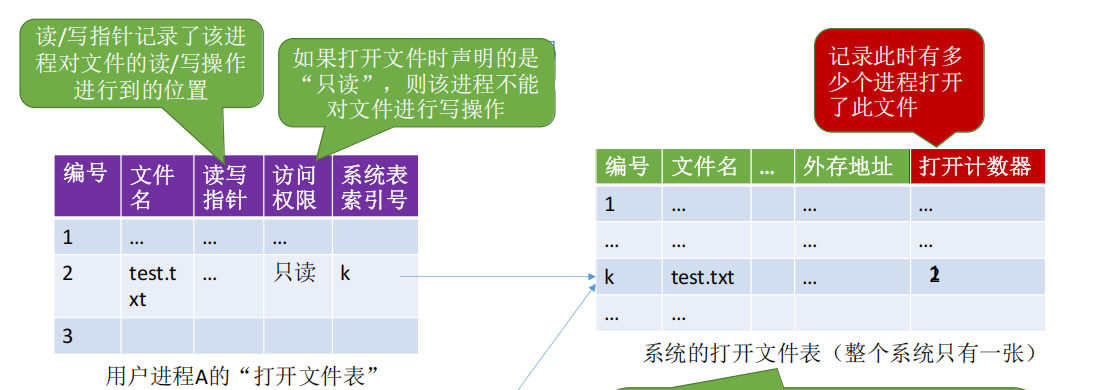 读/写指针记录了该进
程对文件的读/写操作
进行到的位置
如果打开文件时声明的是
“只读”，则该进程不能
对文件进行写操作
记录此时有多
少个进程打开
了此文件
编号 文件名 读写指针 访问权限 系统表索引号
1 … … …
2 test.txt … 只读 k
3
用户进程A的“打开文件表”
编号 文件名 … 外存地址 打开计数器
1 … … …
… … … …
k test.txt …
… …
系统的打开文件表（整个系统只有一张）